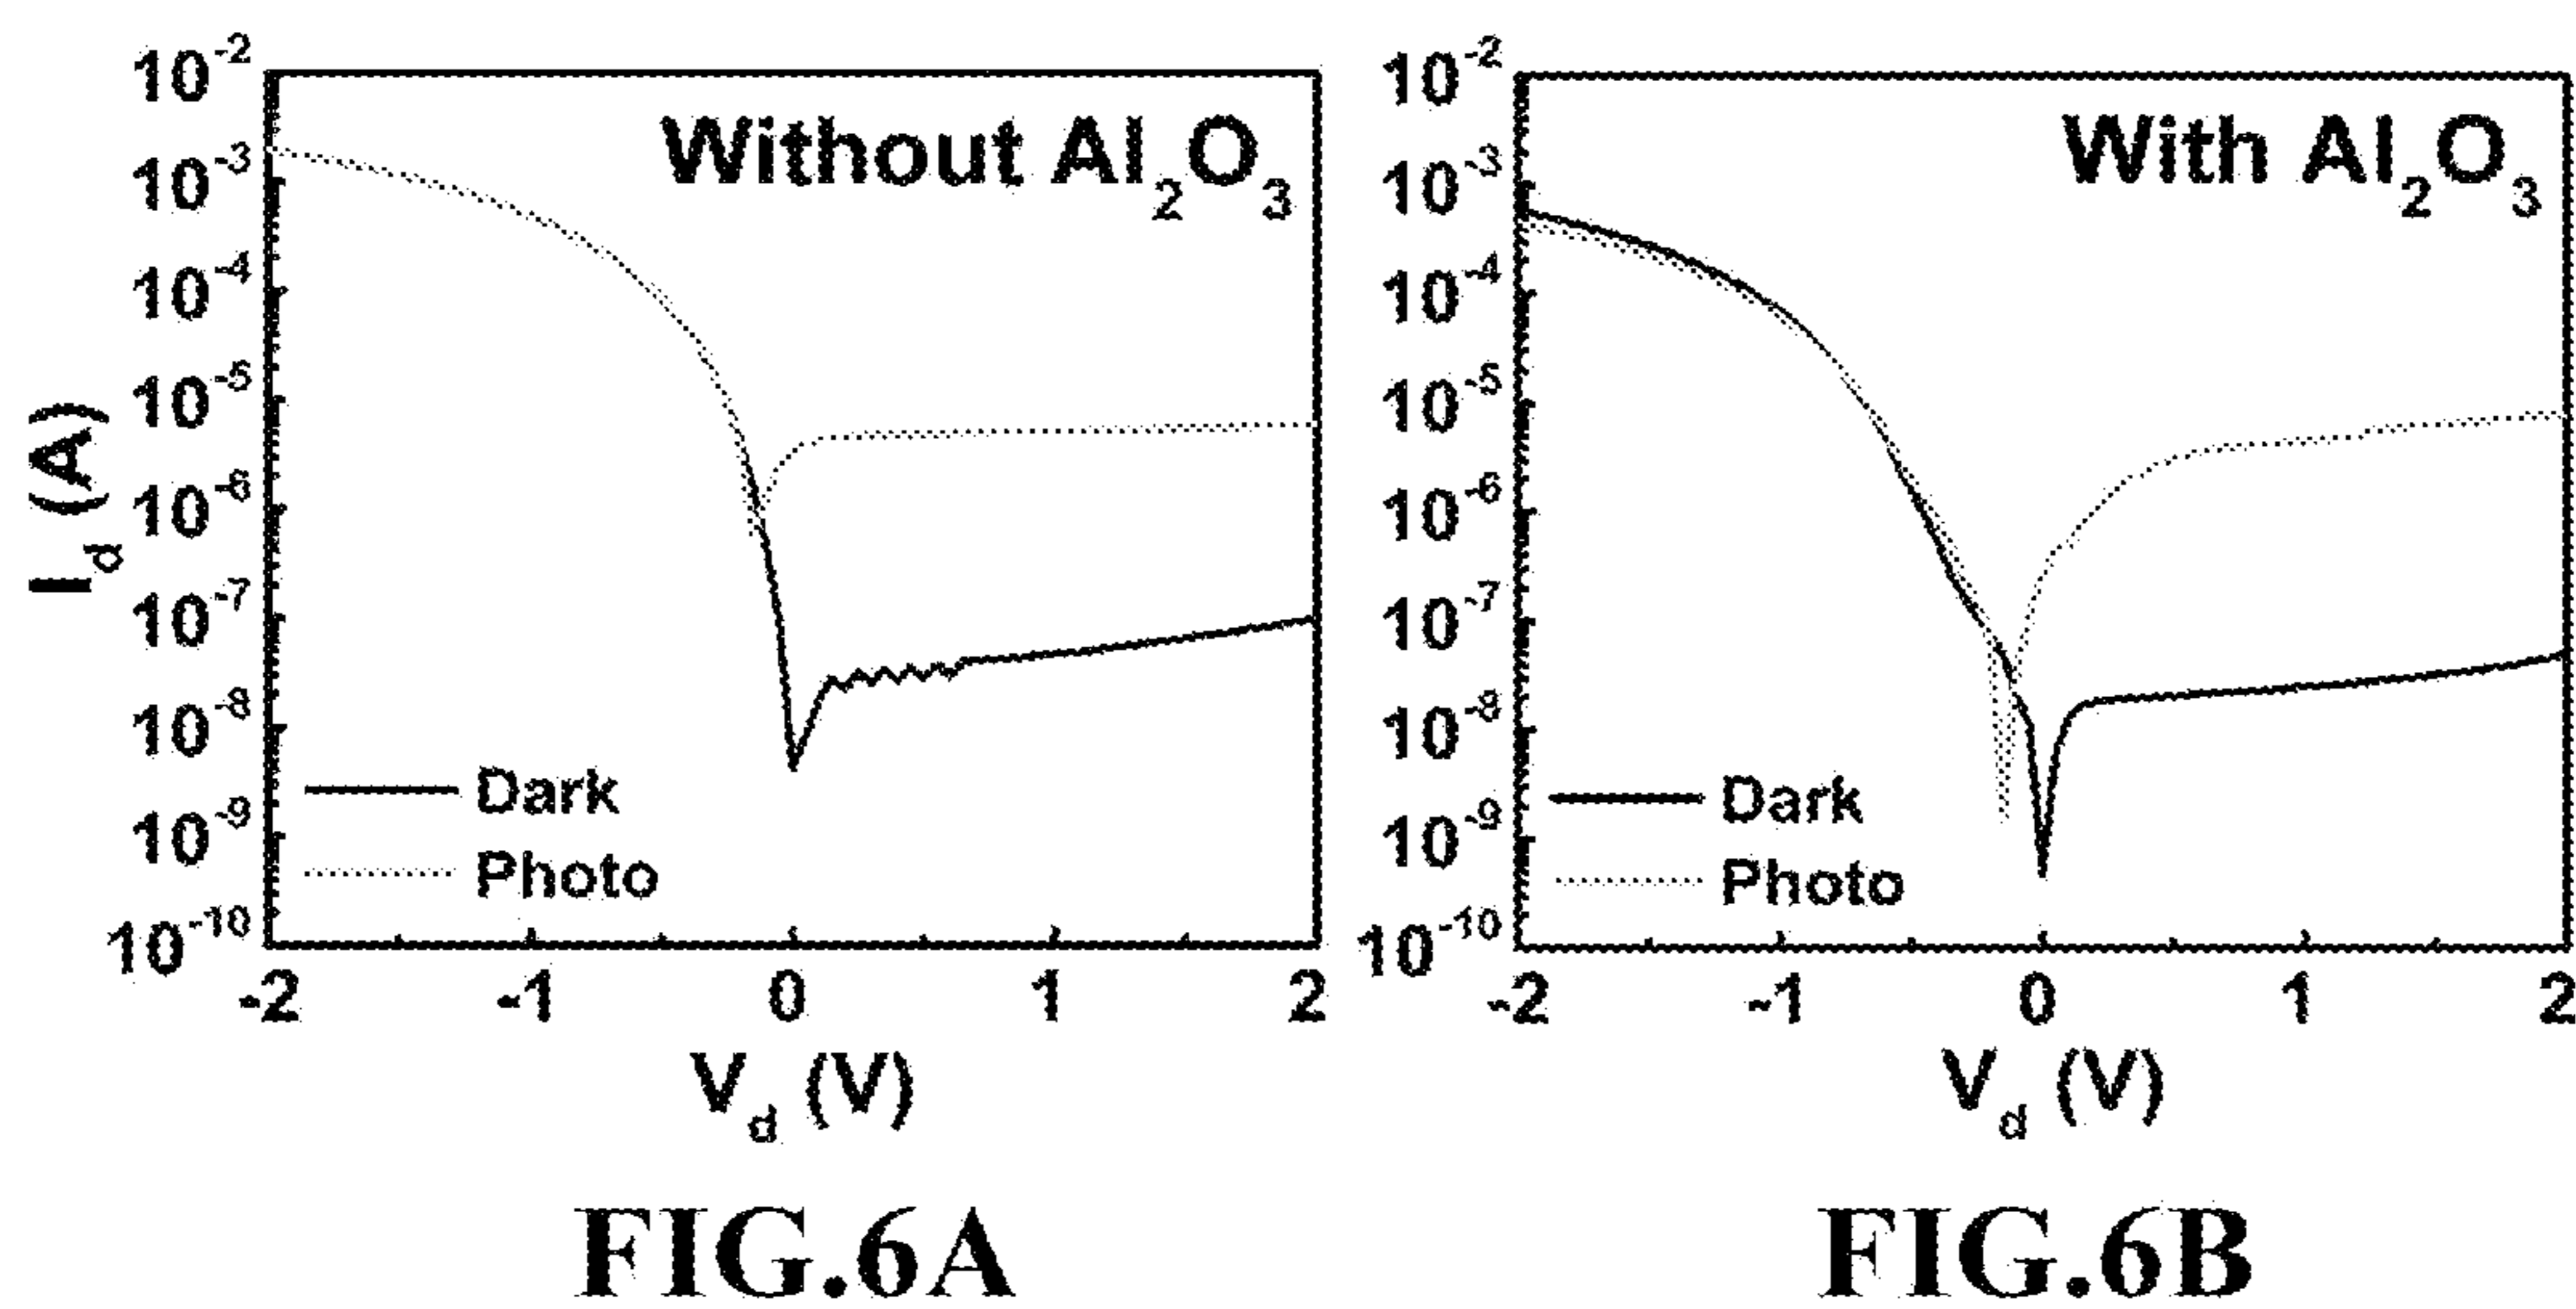 Without Al₂O₃
I_d (A)
10⁻²
10⁻³
10⁻⁴
10⁻⁵
10⁻⁶
10⁻⁷
10⁻⁸
10⁻⁹
10⁻¹⁰
Dark
Photo
-2 -1 0 1 2
V_d (V)
FIG.6A
With Al₂O₃
10⁻²
10⁻³
10⁻⁴
10⁻⁵
10⁻⁶
10⁻⁷
10⁻⁸
10⁻⁹
10⁻¹⁰
Dark
Photo
-2 -1 0 1 2
V_d (V)
FIG.6B